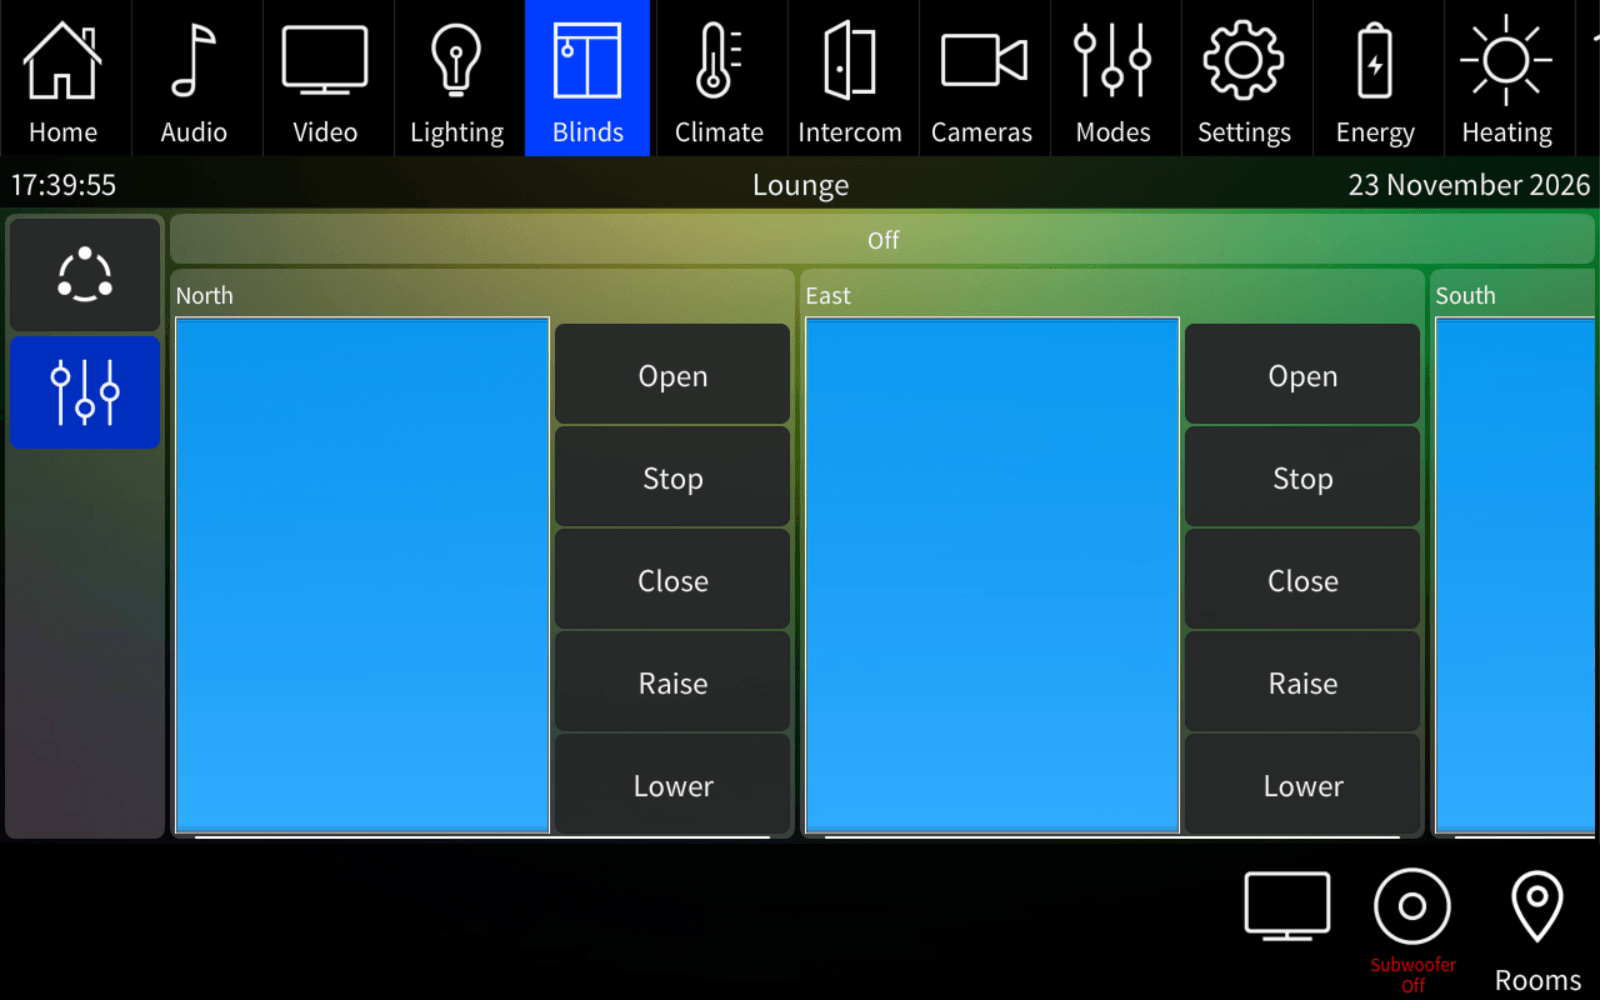 Home
Audio
Video
Lighting
Blinds
Climate
Intercom
Cameras
Modes
Settings
Energy
Heating
17:39:55
Lounge
23 November 2026
Off
North
East
South
Open
Stop
Close
Raise
Lower
Open
Stop
Close
Raise
Lower
Subwoofer
Off
Rooms